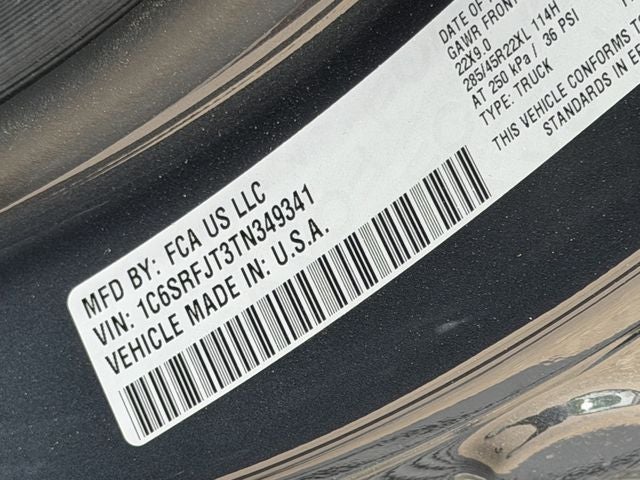 MFD BY: FCA US LLC
VIN: 1C6SRFJT3TN349341
VEHICLE MADE IN: U.S.A.
DATE OF
GAWR FRONT
22X9.0
285/45R22XL 114H
AT 250 kPa / 36 PSI
TYPE: TRUCK
THIS VEHICLE CONFORMS
STANDARDS IN